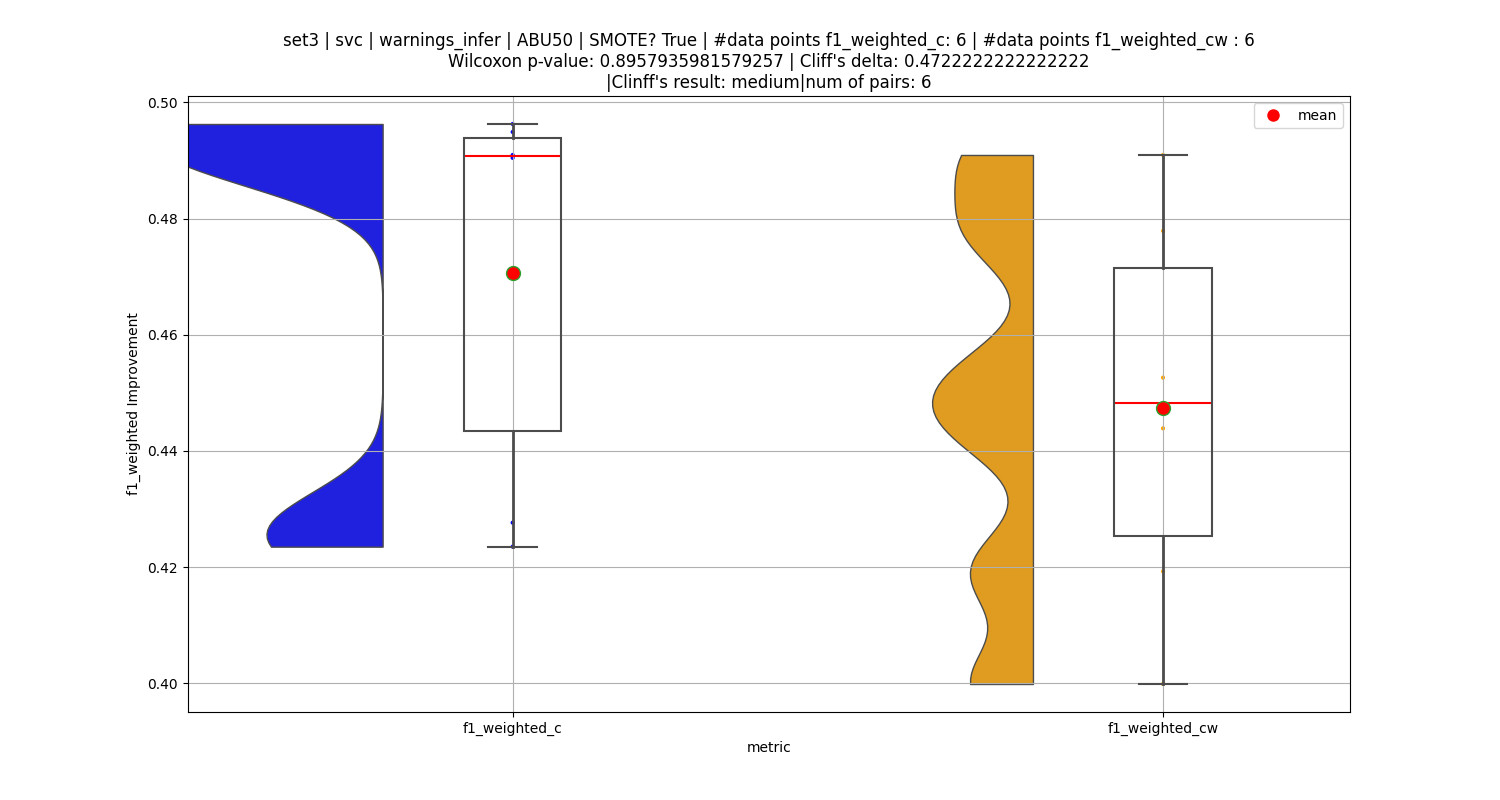 set3 | svc | warnings_infer | ABU50 | SMOTE? True | #data points f1_weighted_c: 6 | #data points f1_weighted_cw : 6
Wilcoxon p-value: 0.8957935981579257 | Cliff's delta: 0.4722222222222222
|Clinff's result: medium|num of pairs: 6
mean
0.50
0.48
0.46
0.44
0.42
0.40
f1_weighted Improvement
f1_weighted_c
f1_weighted_cw
metric